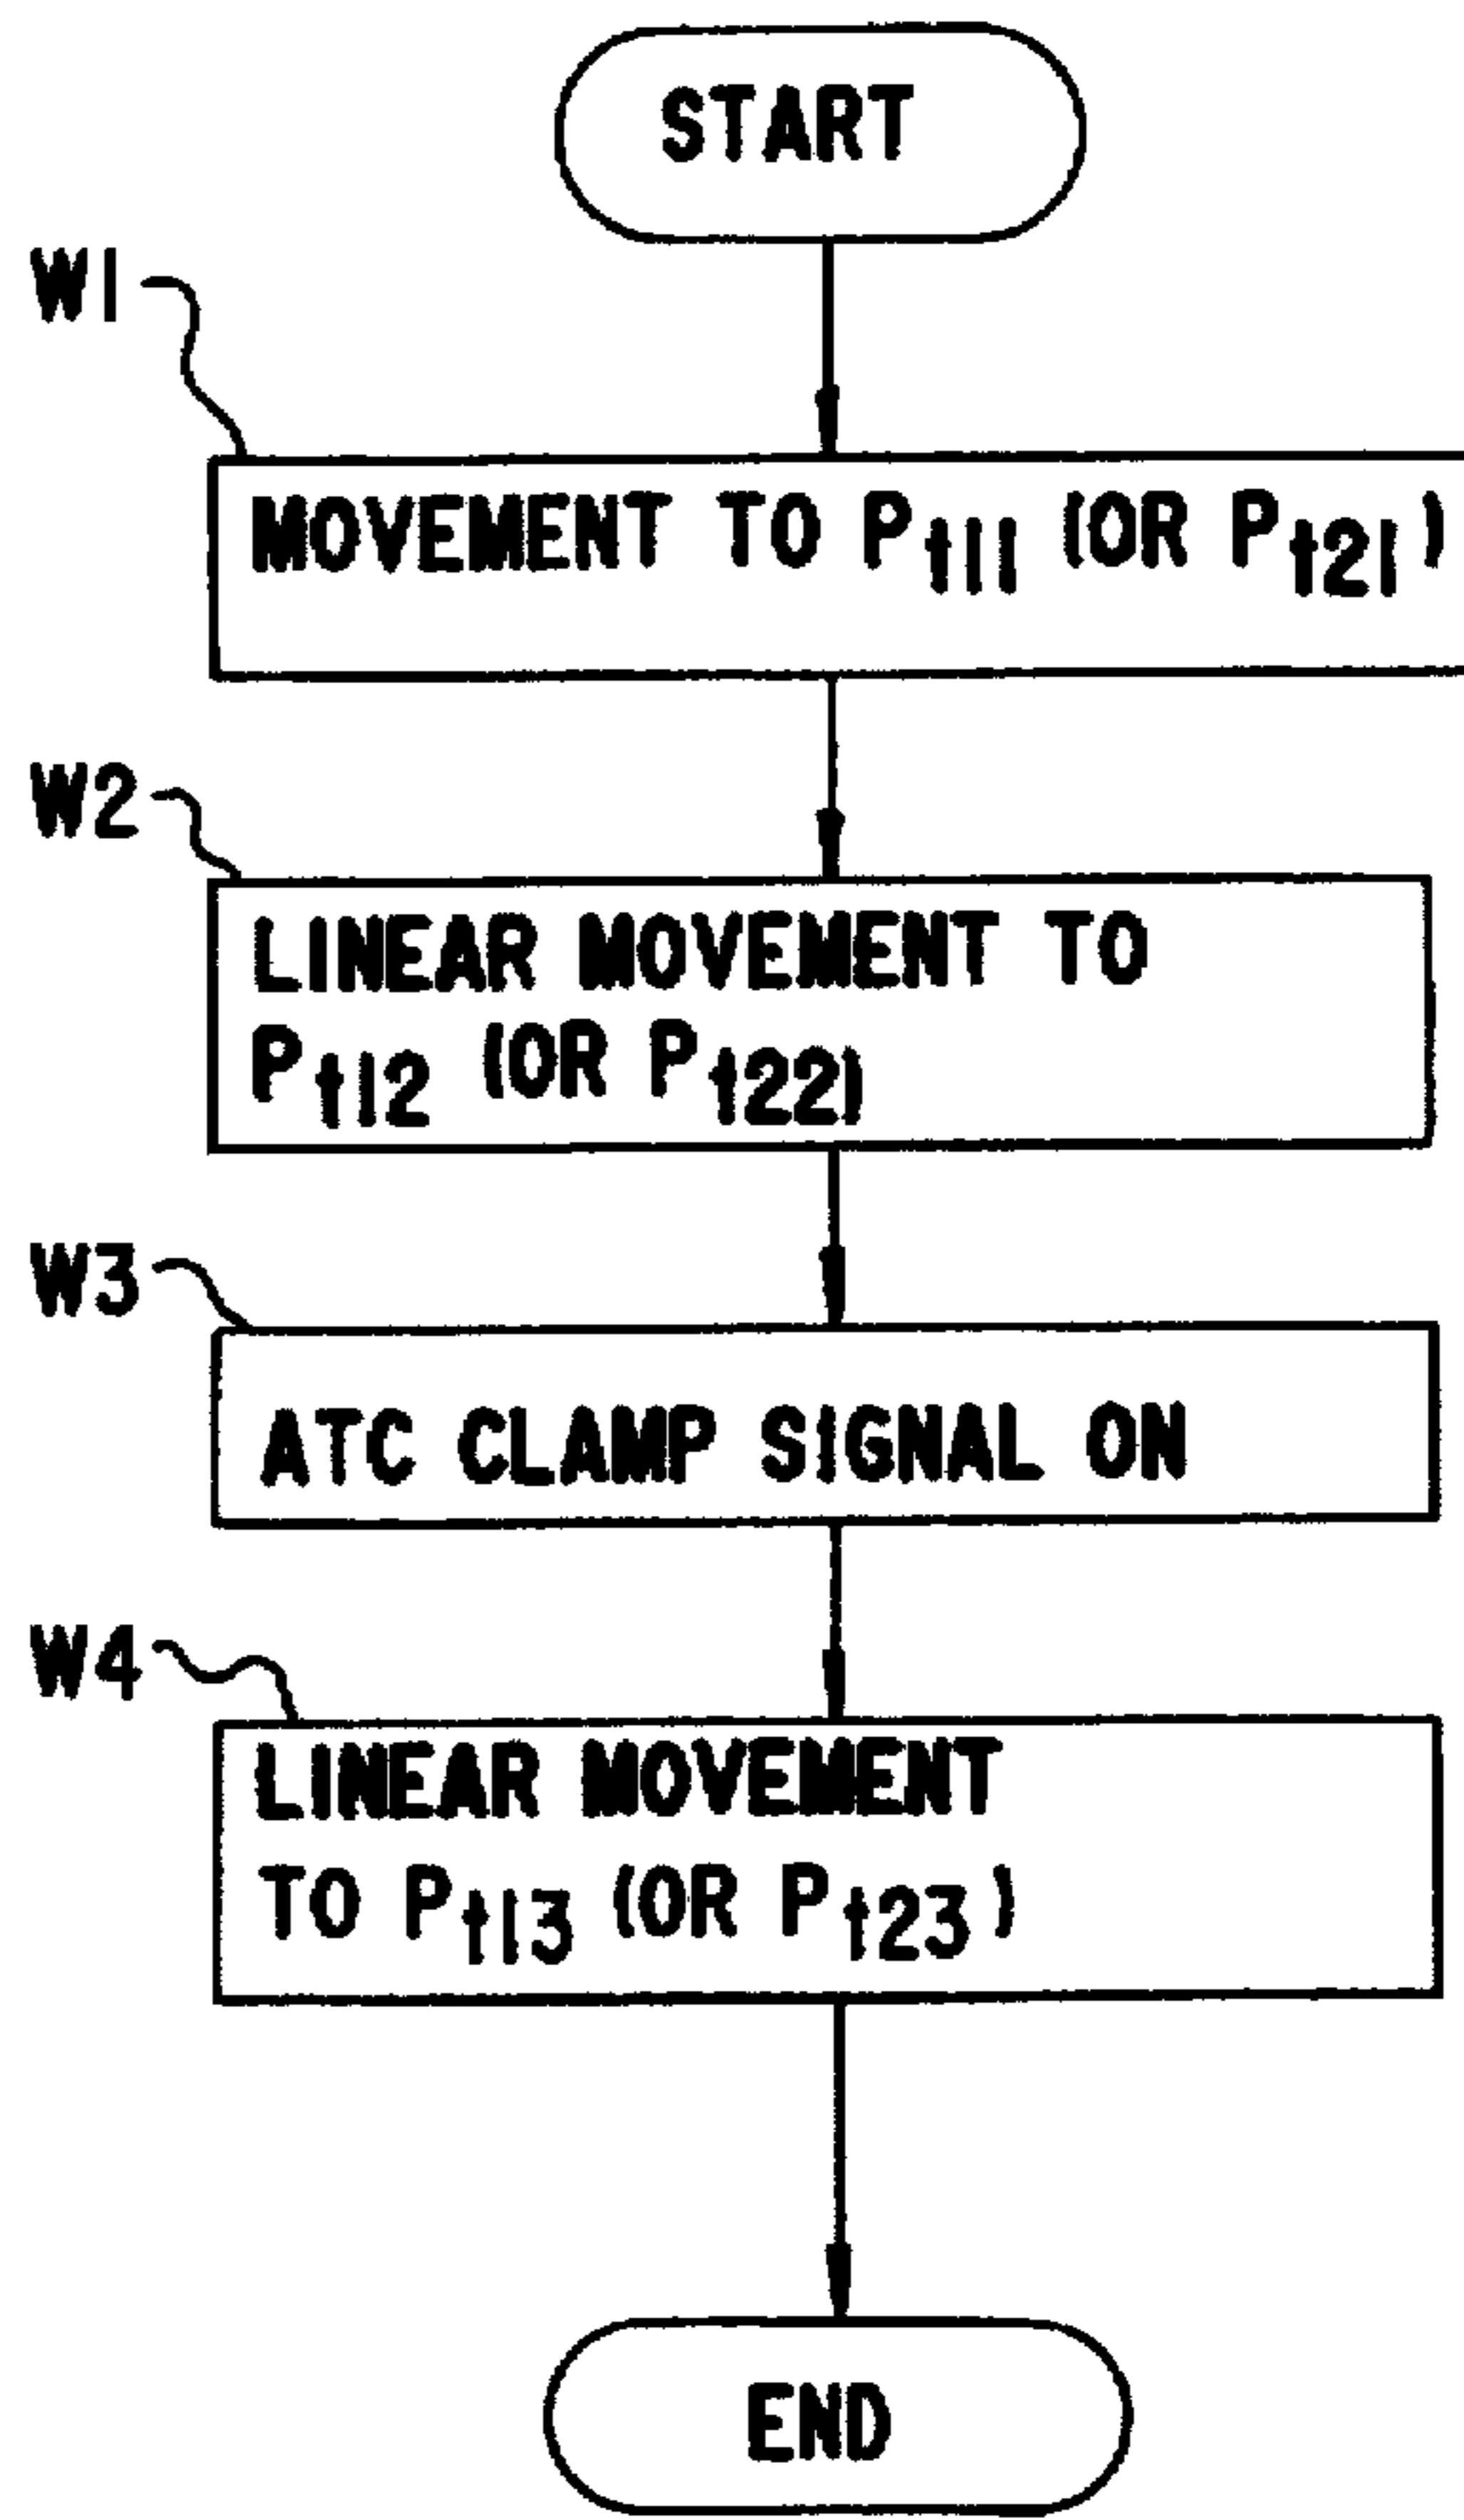 START
W1
MOVEMENT TO Pt11 (OR Pt21)
W2
LINEAR MOVEMENT TO
Pt12 (OR Pt22)
W3
ATC CLAMP SIGNAL ON
W4
LINEAR MOVEMENT
TO Pt13 (OR Pt23)
END